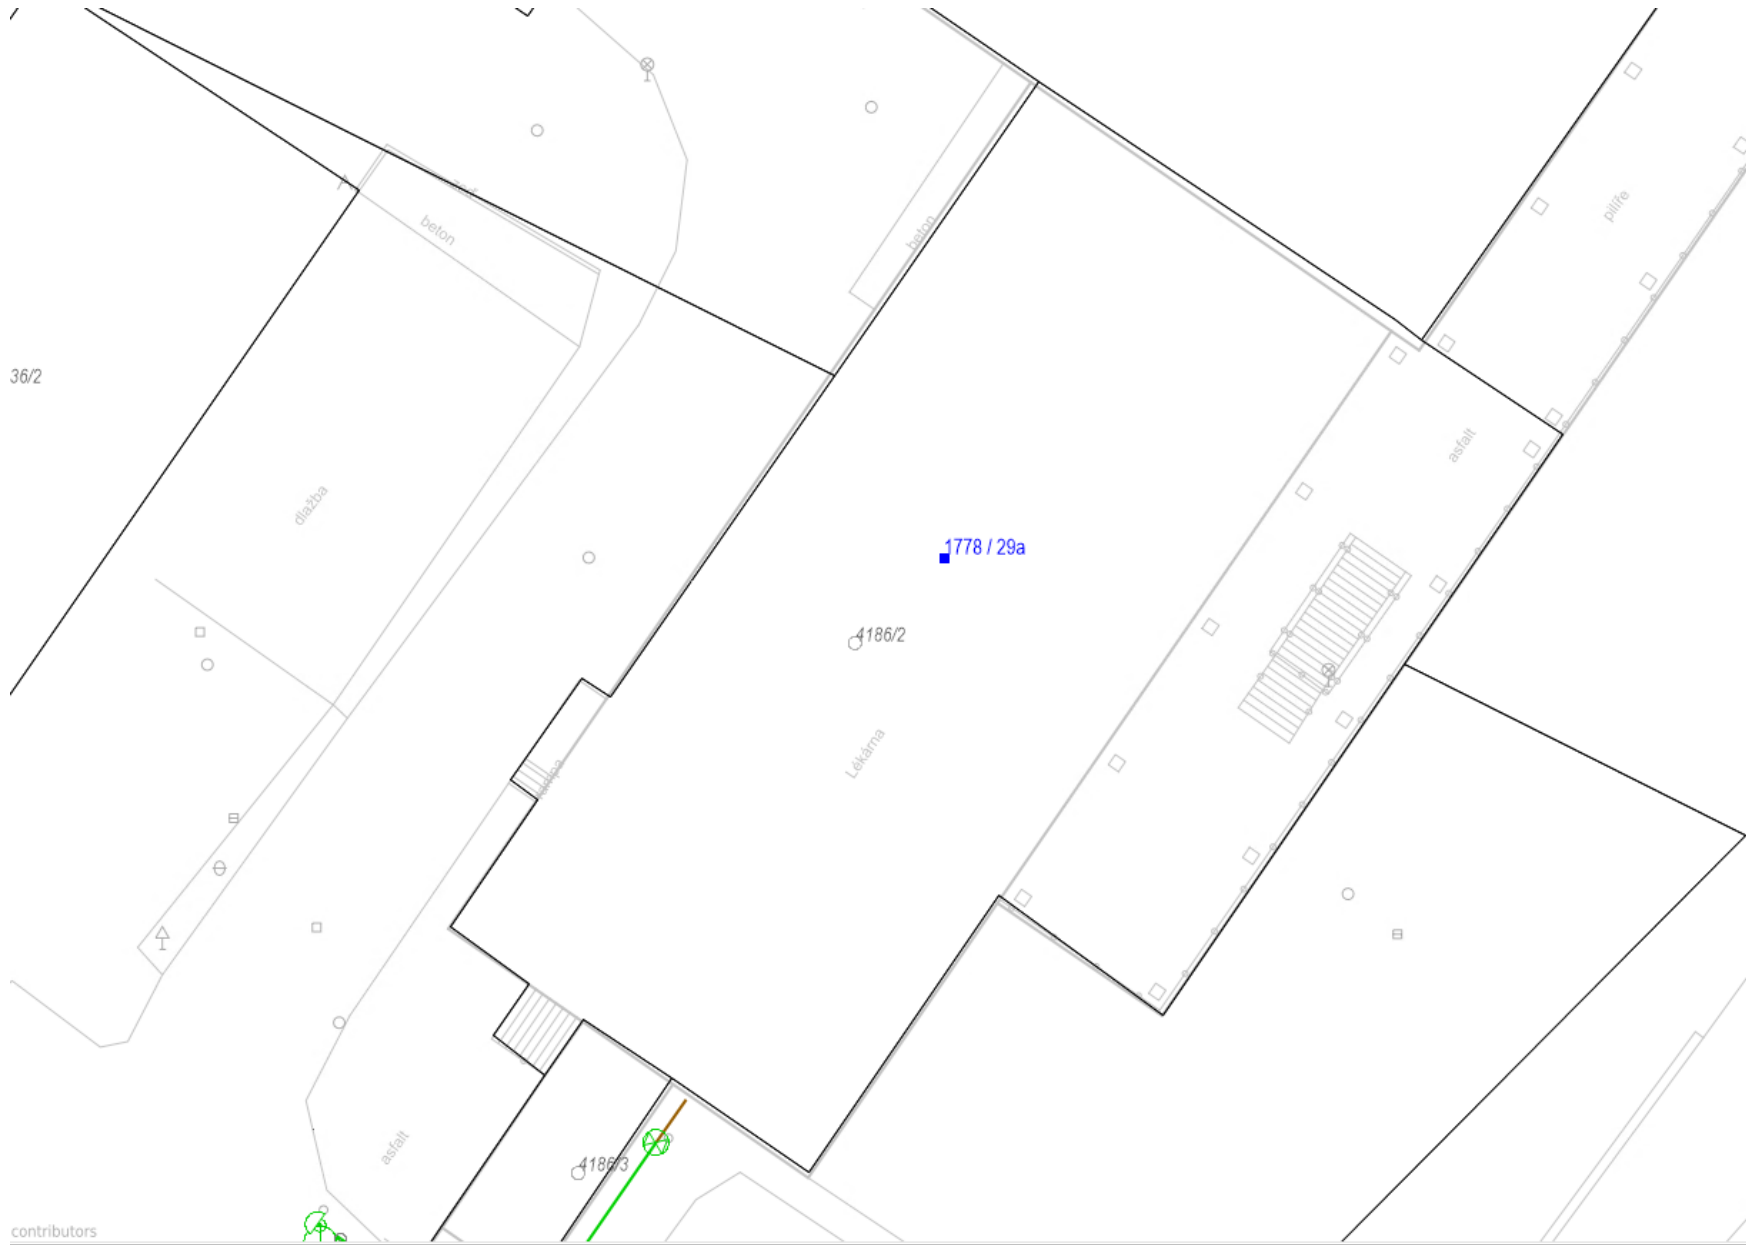 beton
beton
pilíře
36/2
asfalt
dlažba
1778 / 29a
4186/2
Lékárna
asfalt
4186/3
contributors